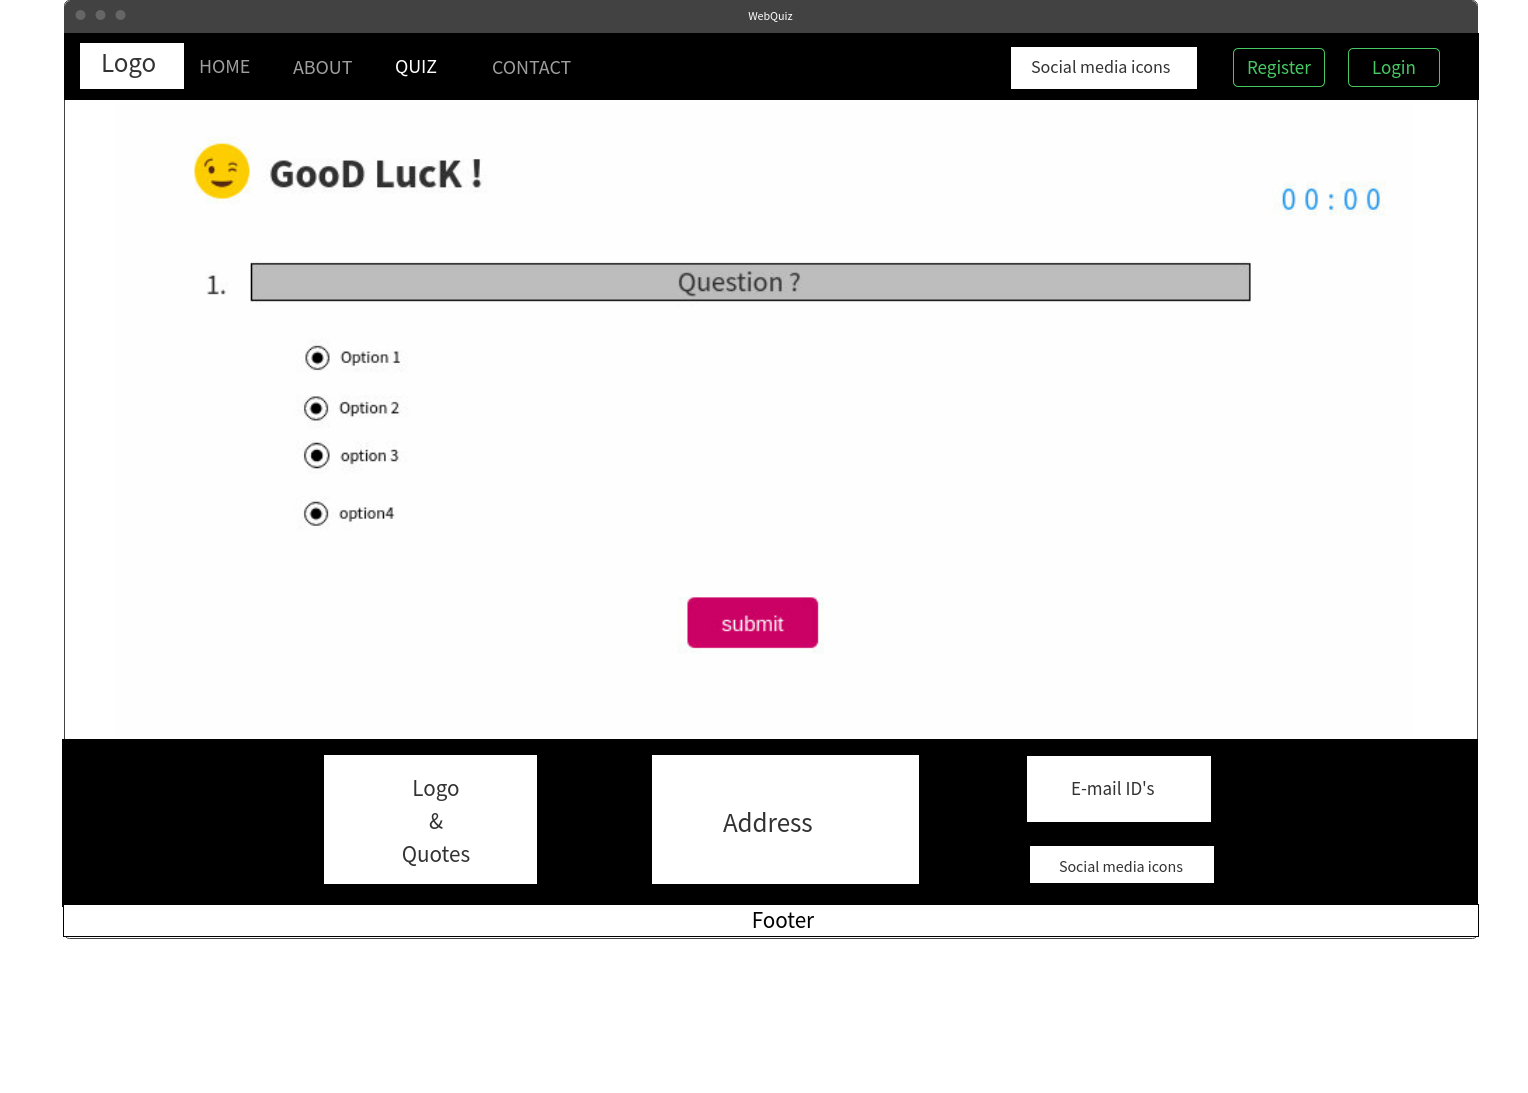 WebQuiz
Logo HOME ABOUT QUIZ CONTACT Social media icons Register Login
GooD LucK !
00:00
1. Question ?
Option 1
Option 2
option 3
option4
submit
Logo
&
Quotes
Address
E-mail ID's
Social media icons
Footer